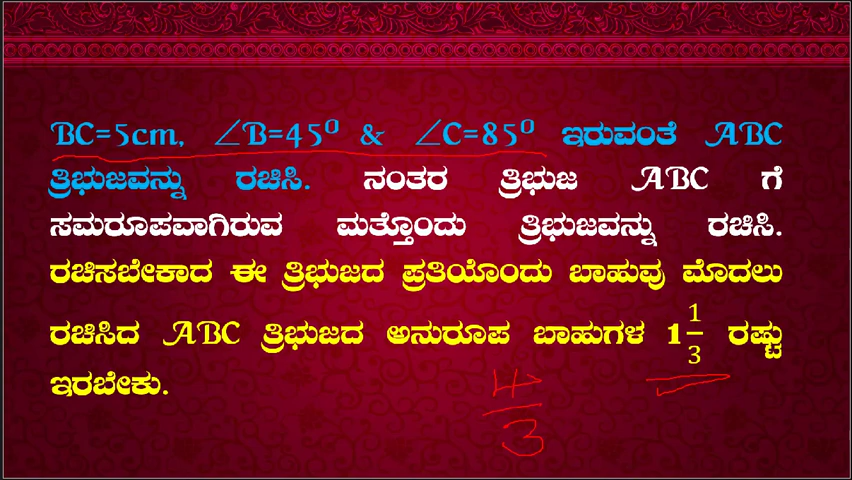 BC=5cm, ∠B=45⁰ & ∠C=85⁰ ಇರುವಂತೆ ABC
ತ್ರಿಭುಜವನ್ನು ರಚಿಸಿ. ನಂತರ ತ್ರಿಭುಜ ABC ಗೆ
ಸಮರೂಪವಾಗಿರುವ ಮತ್ತೊಂದು ತ್ರಿಭುಜವನ್ನು ರಚಿಸಿ.
ರಚಿಸಬೇಕಾದ ಈ ತ್ರಿಭುಜದ ಪ್ರತಿಯೊಂದು ಬಾಹುವು ಮೊದಲು
ರಚಿಸಿದ ABC ತ್ರಿಭುಜದ ಅನುರೂಪ ಬಾಹುಗಳ 1 1/3 ರಷ್ಟು
ಇರಬೇಕು.
4/3